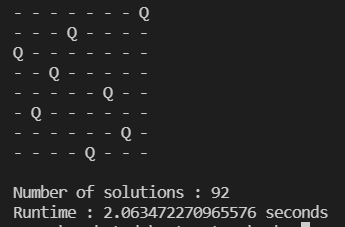 - - - - - - - Q
- - - Q - - - -
Q - - - - - - -
- - Q - - - - -
- - - - - Q - -
- Q - - - - - -
- - - - - - Q -
- - - - Q - - -
Number of solutions : 92
Runtime : 2.063472270965576 seconds